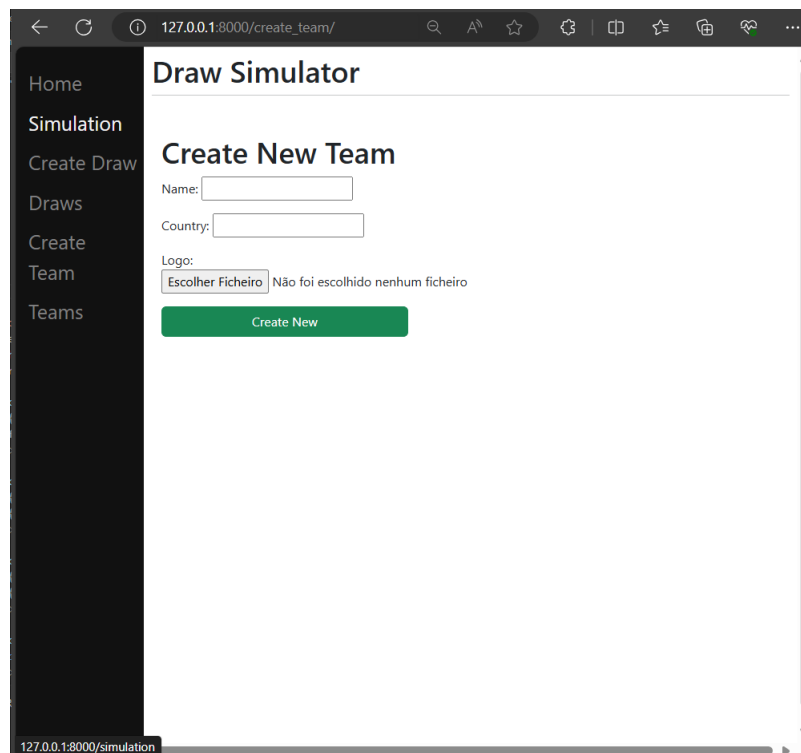 127.0.0.1:8000/create_team/
Home
Simulation
Create Draw
Draws
Create
Team
Teams
Draw Simulator
Create New Team
Name:
Country:
Logo:
Escolher Ficheiro Não foi escolhido nenhum ficheiro
Create New
127.0.0.1:8000/simulation